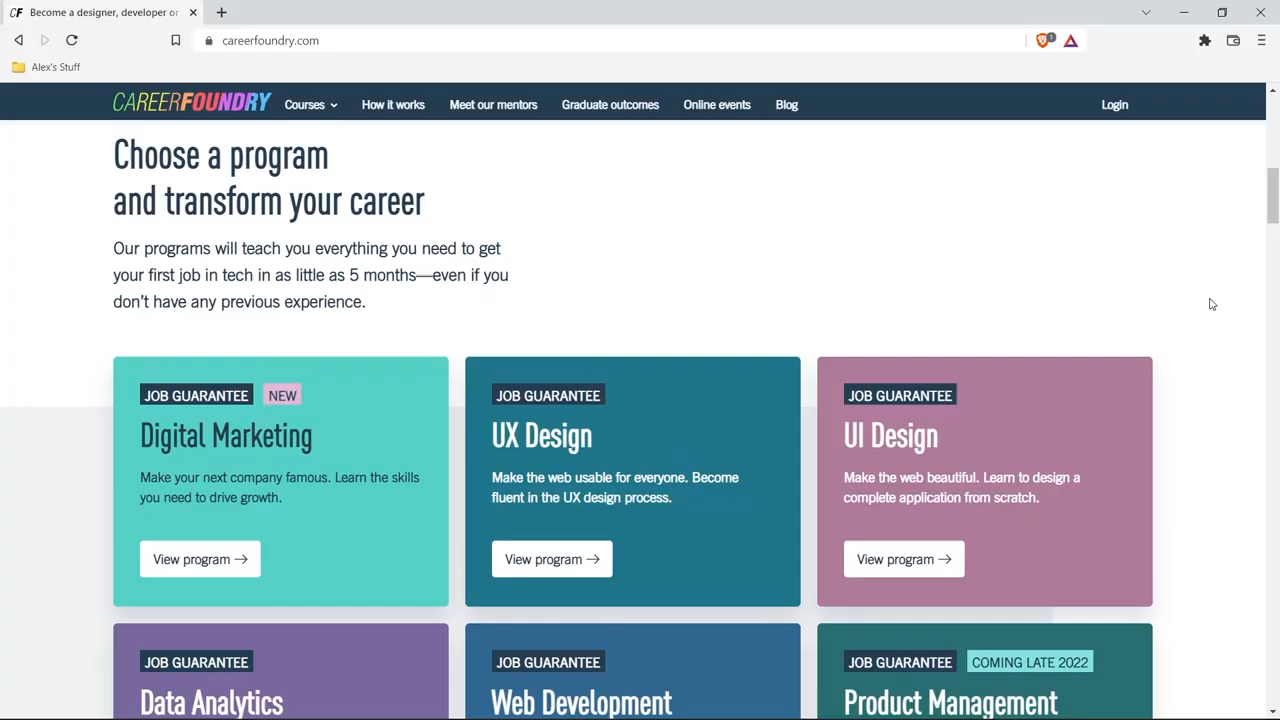 CF Become a designer, developer or
careerfoundry.com
1
Alex's Stuff
CAREERFOUNDRY Courses How it works Meet our mentors Graduate outcomes Online events Blog Login
Choose a program
and transform your career
Our programs will teach you everything you need to get
your first job in tech in as little as 5 months—even if you
don't have any previous experience.
JOB GUARANTEE NEW
Digital Marketing
Make your next company famous. Learn the skills
you need to drive growth.
View program →
JOB GUARANTEE
UX Design
Make the web usable for everyone. Become
fluent in the UX design process.
View program →
JOB GUARANTEE
UI Design
Make the web beautiful. Learn to design a
complete application from scratch.
View program →
JOB GUARANTEE
Data Analytics
JOB GUARANTEE
Web Development
JOB GUARANTEE COMING LATE 2022
Product Management